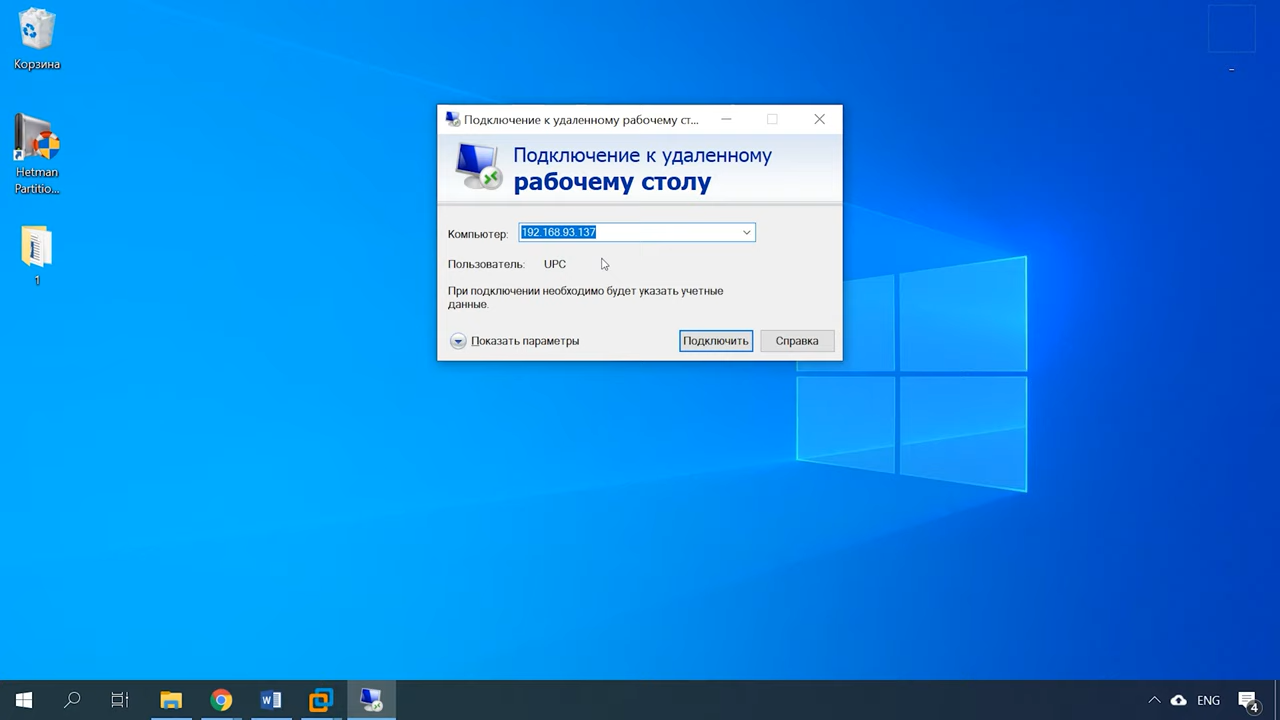 Корзина
Hetman
Partitio...
1
Подключение к удаленному рабочему ст...
Подключение к удаленному
рабочему столу
Компьютер: 192.168.93.137
Пользователь: UPC
При подключении необходимо будет указать учетные
данные.
Показать параметры
Подключить
Справка
ENG
4